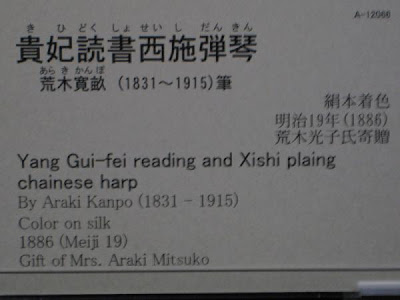 A-12066
きひどくしょせいしだんきん
貴妃読書西施弾琴
あらきかんぽ
荒木寛畝 (1831〜1915)筆
絹本着色
明治19年(1886)
荒木光子氏寄贈
Yang Gui-fei reading and Xishi plaing
chainese harp
By Araki Kanpo (1831 - 1915)
Color on silk
1886 (Meiji 19)
Gift of Mrs. Araki Mitsuko